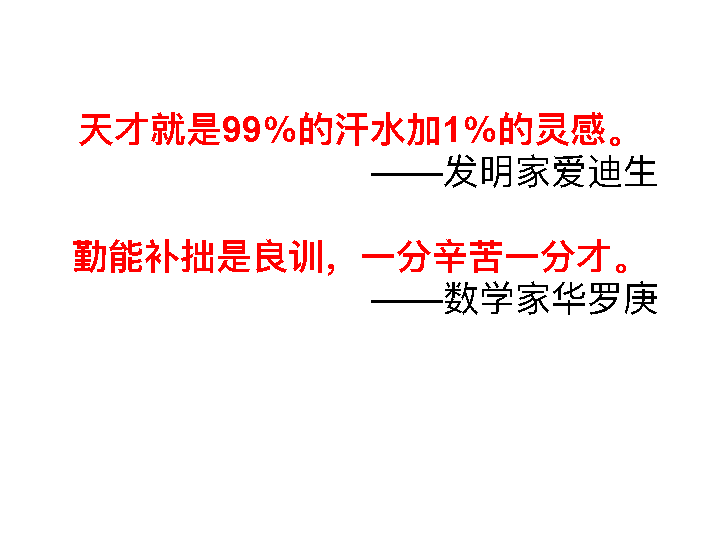 天才就是99%的汗水加1%的灵感。
——发明家爱迪生
勤能补拙是良训，一分辛苦一分才。
——数学家华罗庚